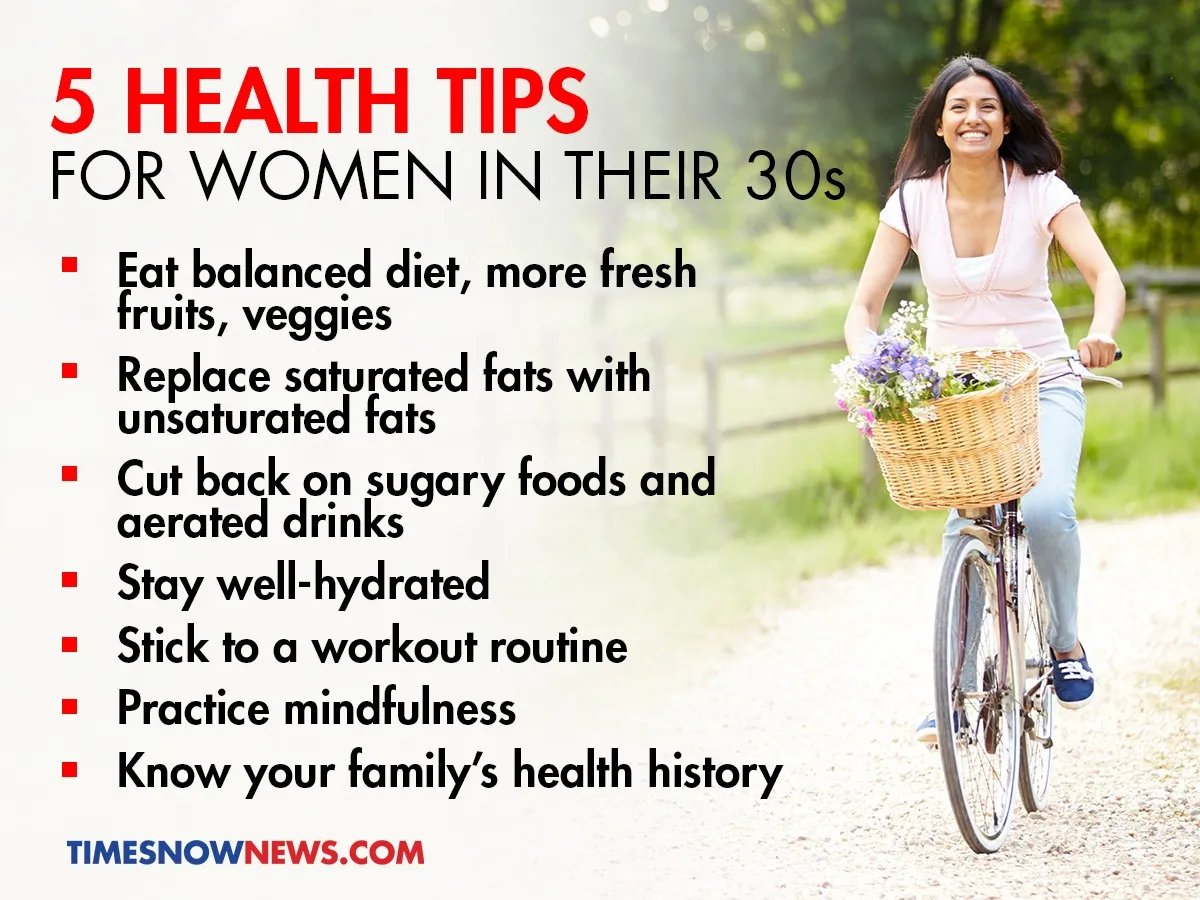 5 HEALTH TIPS
FOR WOMEN IN THEIR 30s
▪ Eat balanced diet, more fresh
fruits, veggies
▪ Replace saturated fats with
unsaturated fats
▪ Cut back on sugary foods and
aerated drinks
▪ Stay well-hydrated
▪ Stick to a workout routine
▪ Practice mindfulness
▪ Know your family's health history
TIMESNOWNEWS.COM